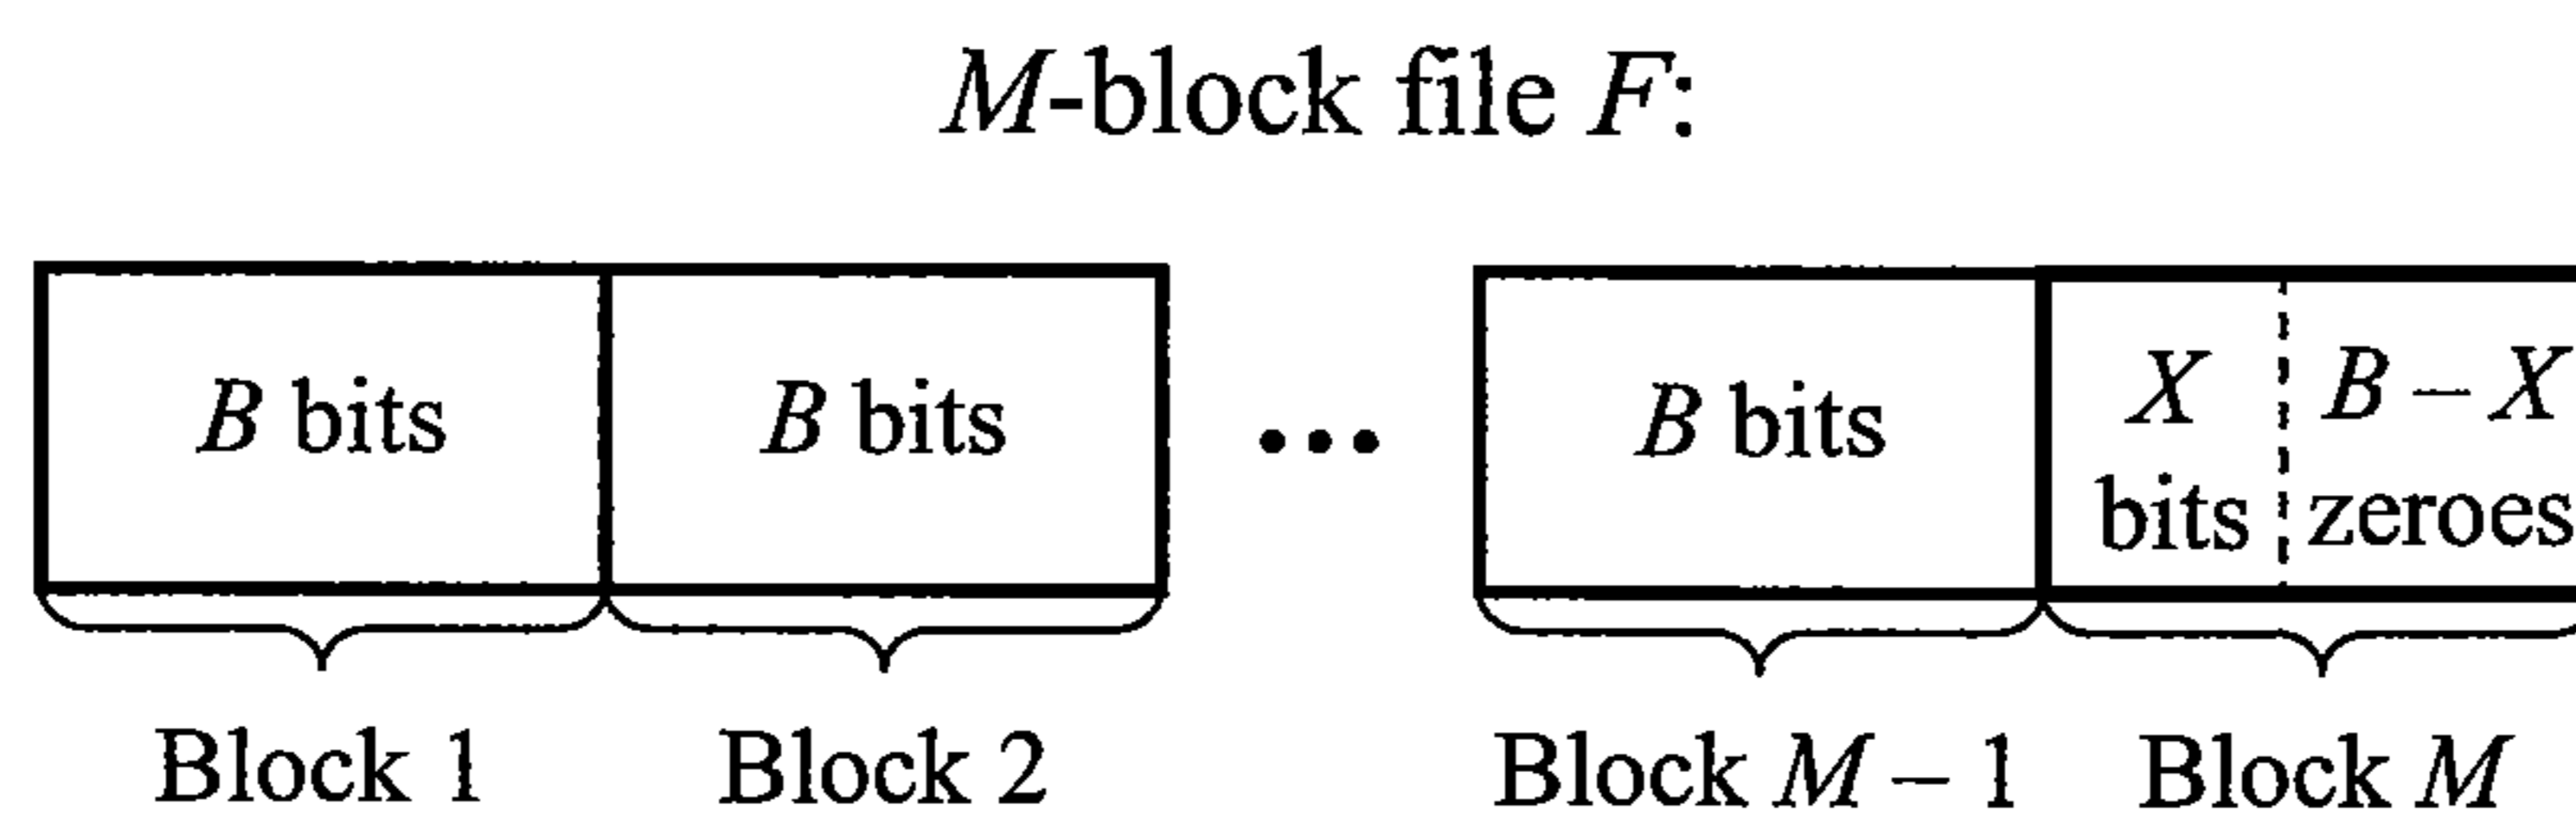 M-block file F:
B bits B bits ... B bits X bits B – X zeroes
Block 1 Block 2 Block M – 1 Block M